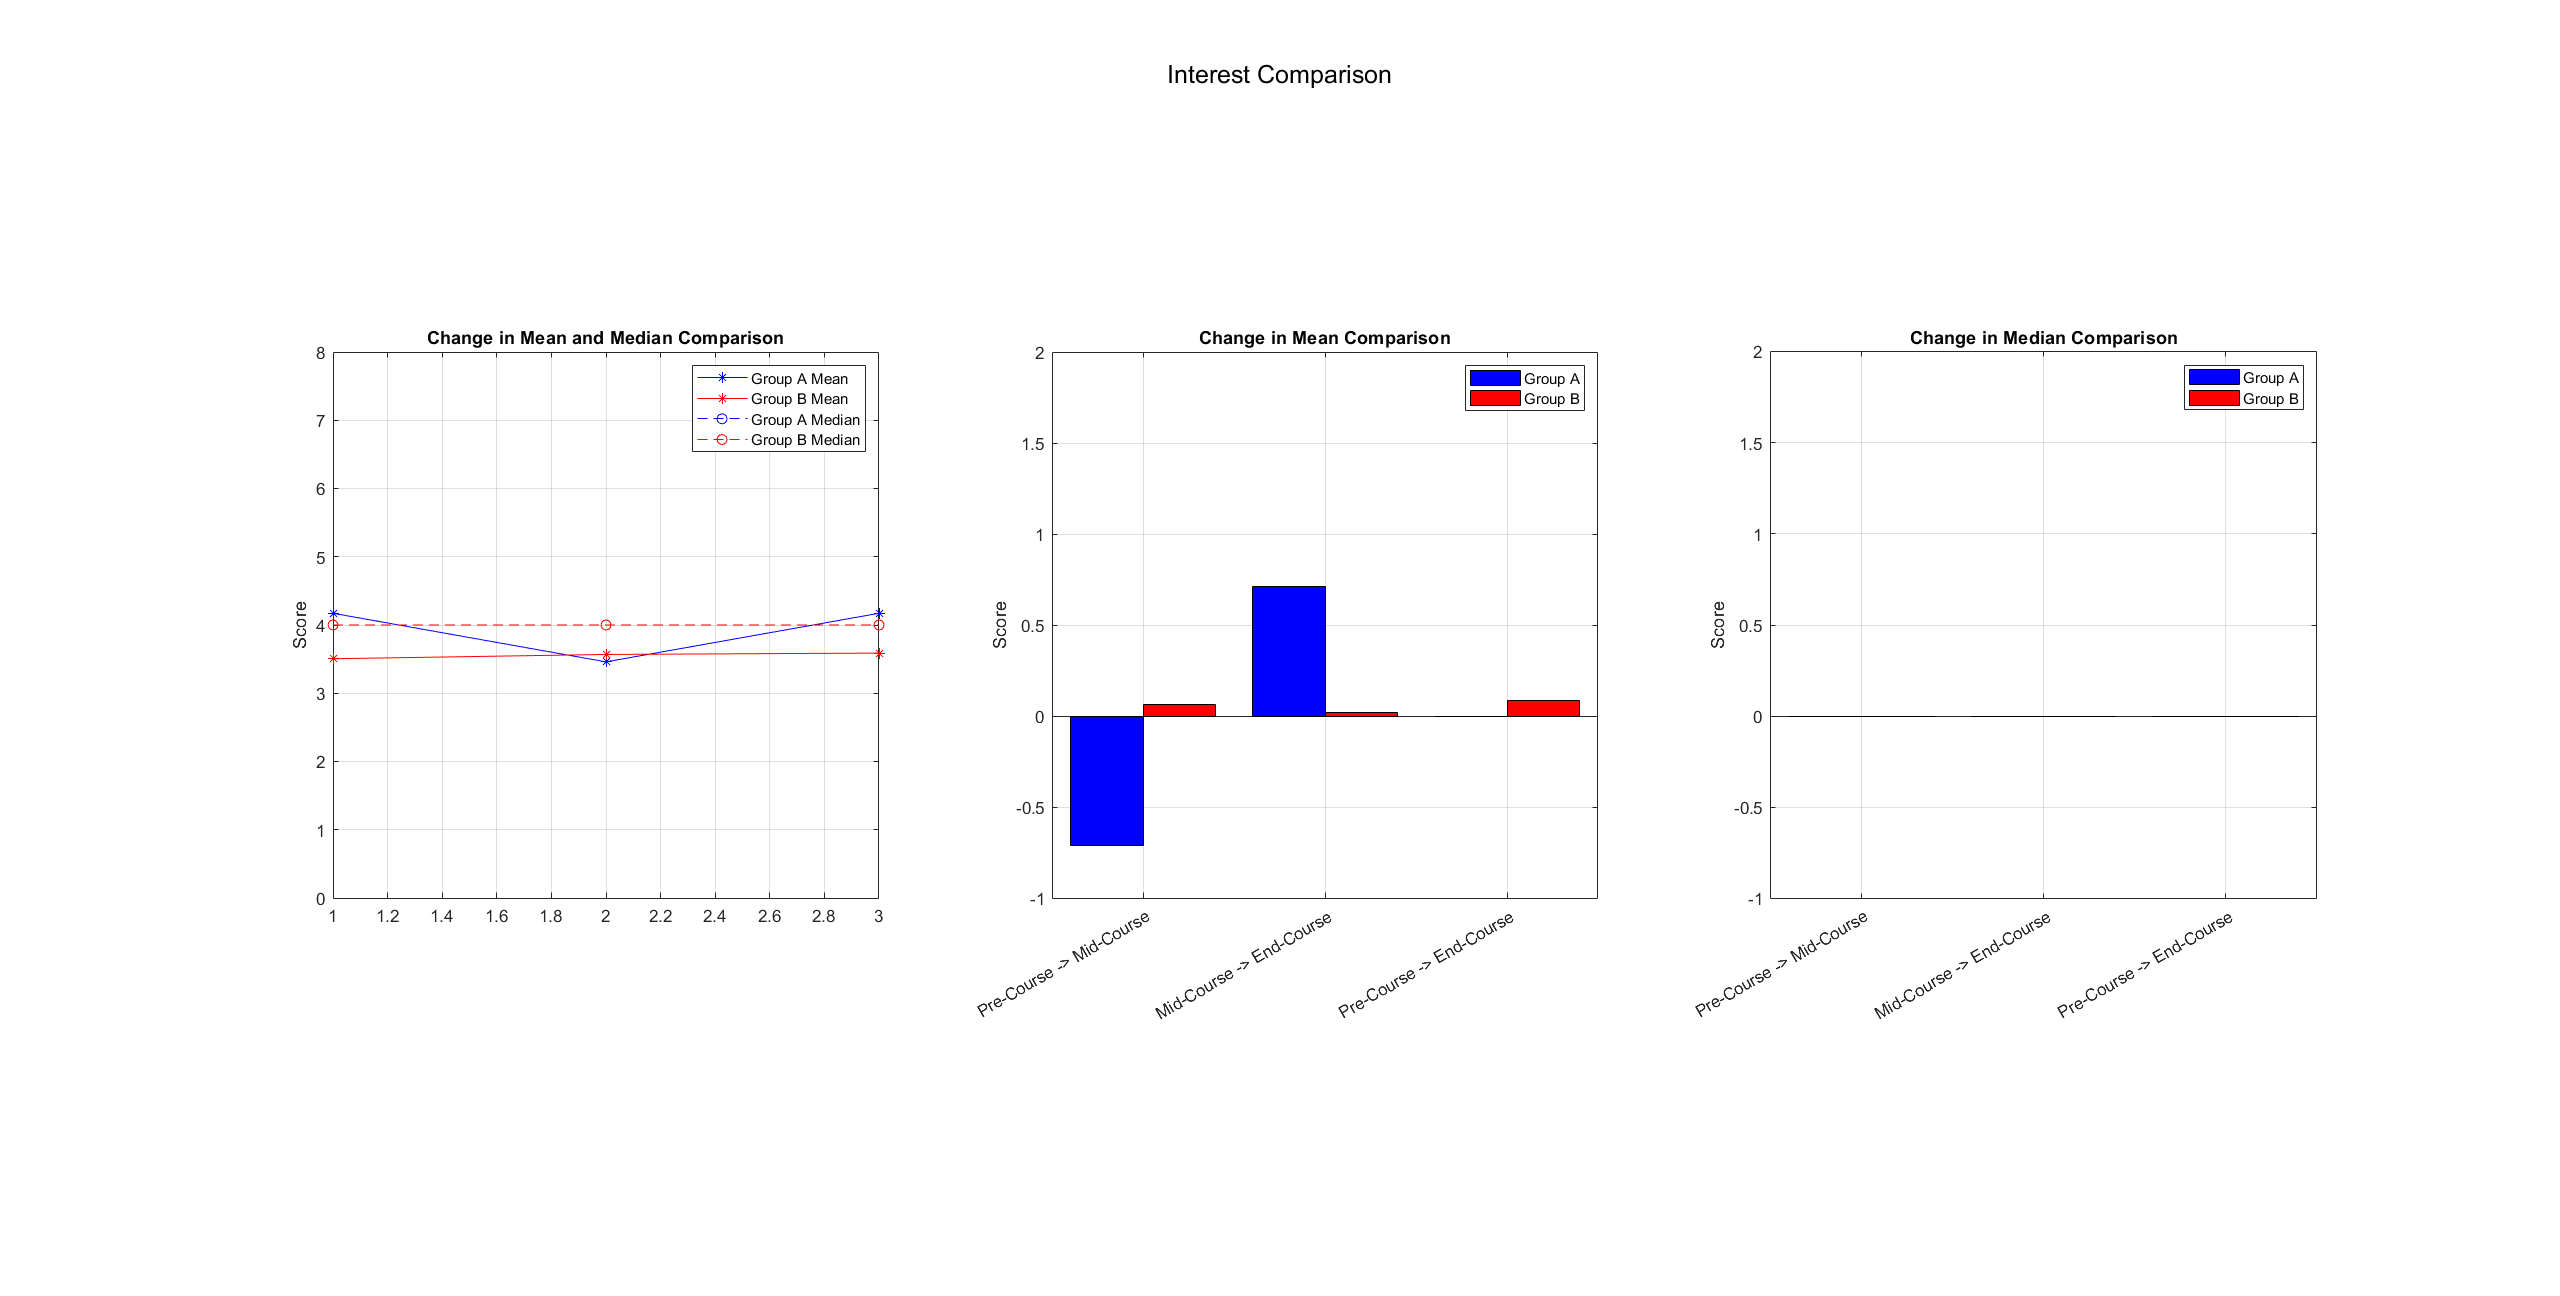 Interest Comparison
Change in Mean and Median Comparison
8
7
6
5
4
3
2
1
0
Score
1 1.2 1.4 1.6 1.8 2 2.2 2.4 2.6 2.8 3
Group A Mean
Group B Mean
Group A Median
Group B Median
Change in Mean Comparison
2
1.5
1
0.5
0
-0.5
-1
Score
Group A
Group B
Pre-Course -> Mid-Course
Mid-Course -> End-Course
Pre-Course -> End-Course
Change in Median Comparison
2
1.5
1
0.5
0
-0.5
-1
Score
Group A
Group B
Pre-Course -> Mid-Course
Mid-Course -> End-Course
Pre-Course -> End-Course